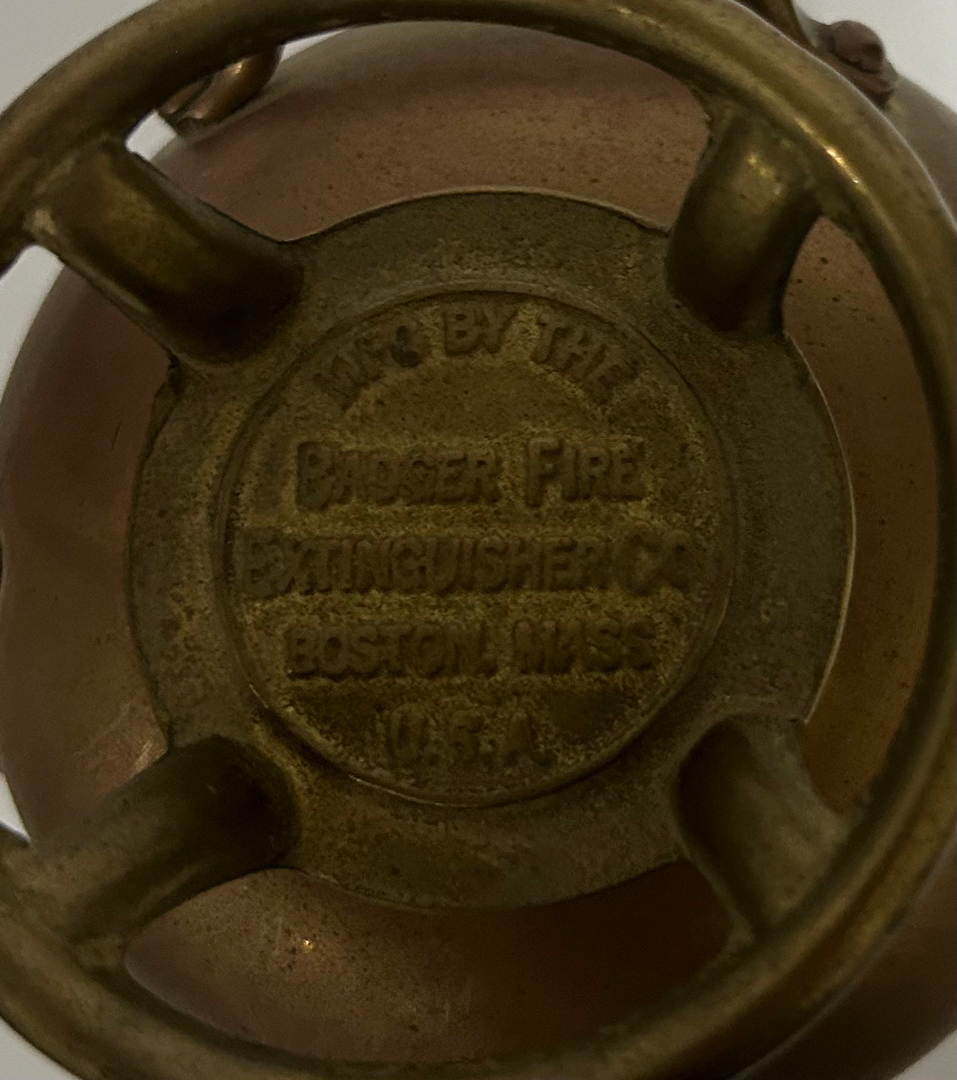 MFG BY THE
BADGER FIRE
EXTINGUISHER CO
BOSTON, MASS
U.S.A